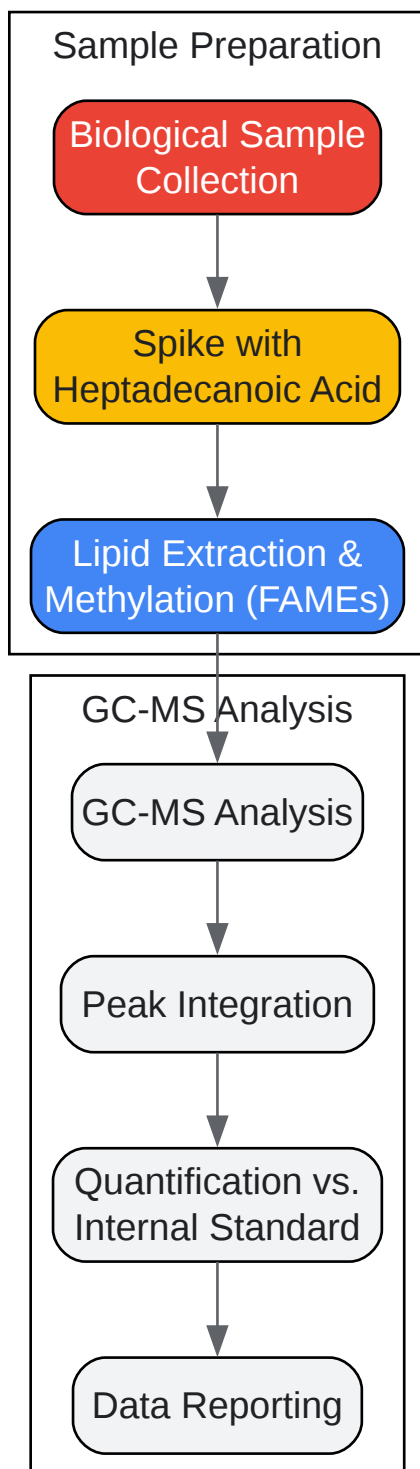 Sample Preparation
Biological Sample
Collection
Spike with
Heptadecanoic Acid
Lipid Extraction &
Methylation (FAMEs)
GC-MS Analysis
GC-MS Analysis
Peak Integration
Quantification vs.
Internal Standard
Data Reporting